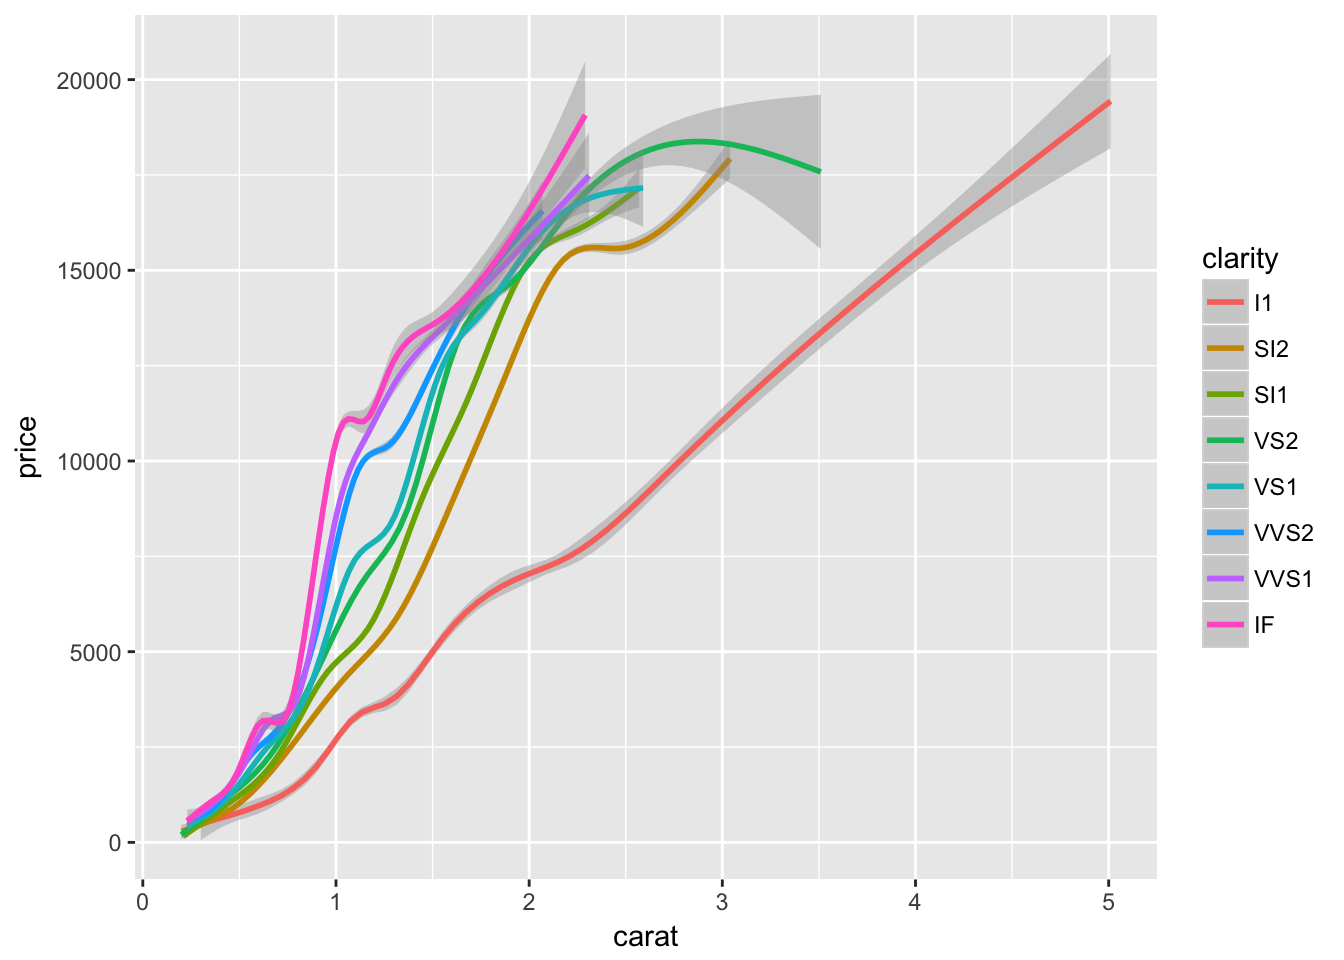 20000
15000
10000
5000
0
price
0 1 2 3 4 5
carat
clarity
I1
SI2
SI1
VS2
VS1
VVS2
VVS1
IF